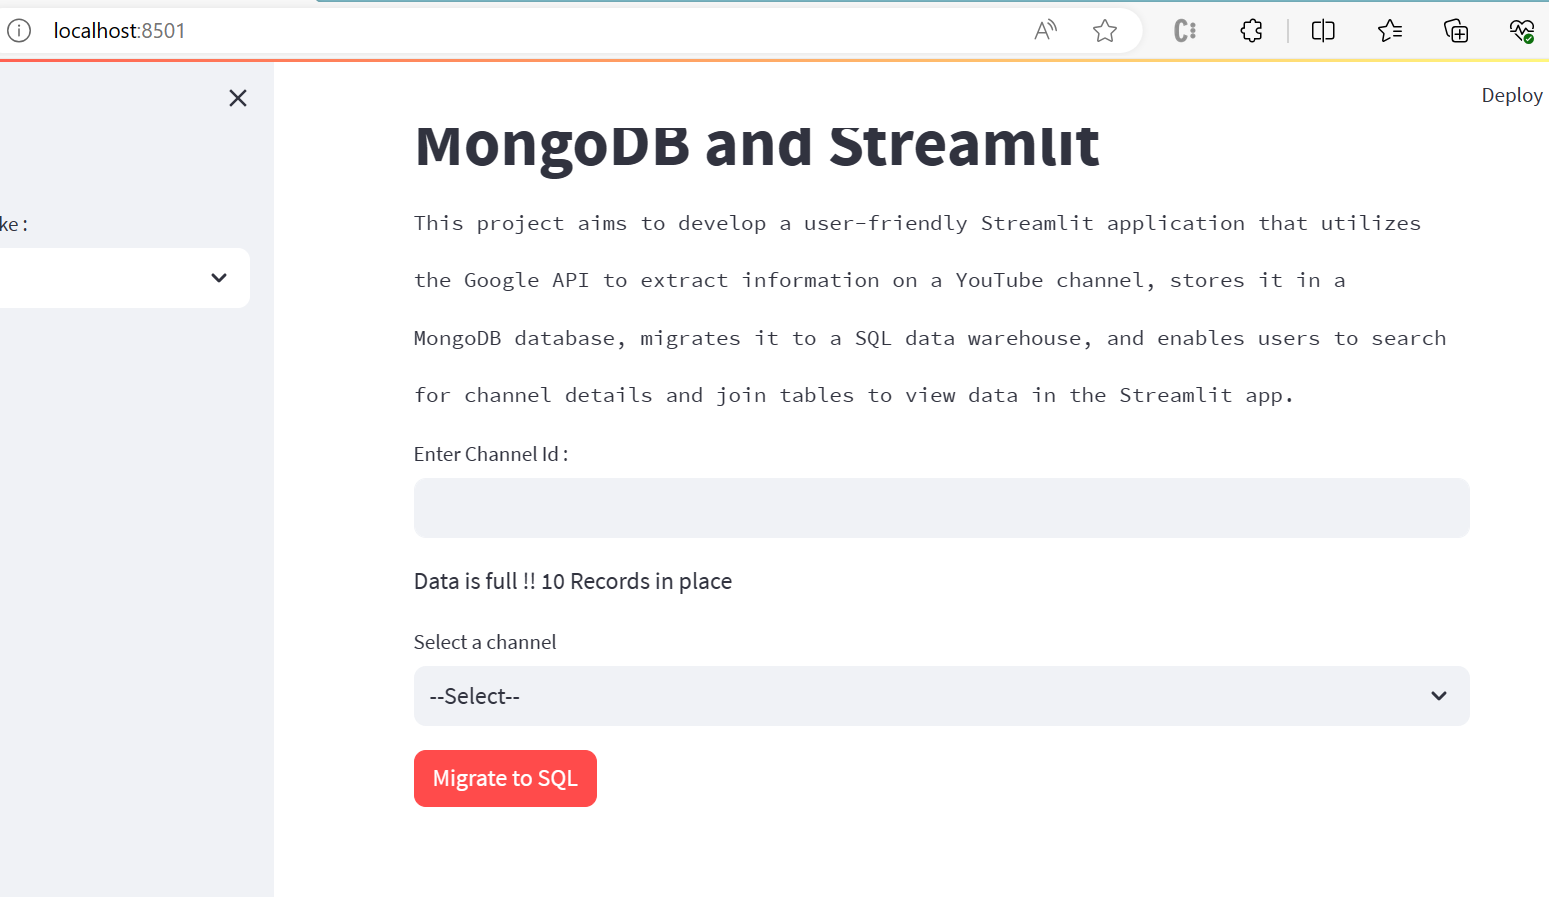 localhost:8501
Deploy
ke :
MongoDB and Streamlit
This project aims to develop a user-friendly Streamlit application that utilizes
the Google API to extract information on a YouTube channel, stores it in a
MongoDB database, migrates it to a SQL data warehouse, and enables users to search
for channel details and join tables to view data in the Streamlit app.
Enter Channel Id :
Data is full !! 10 Records in place
Select a channel
--Select--
Migrate to SQL